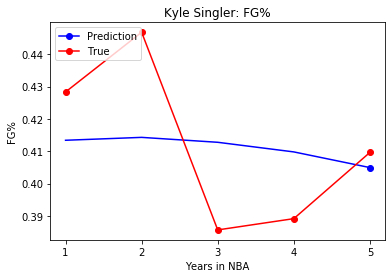 Kyle Singler: FG%
Prediction
True
0.44
0.43
0.42
0.41
0.40
0.39
FG%
1 2 3 4 5
Years in NBA